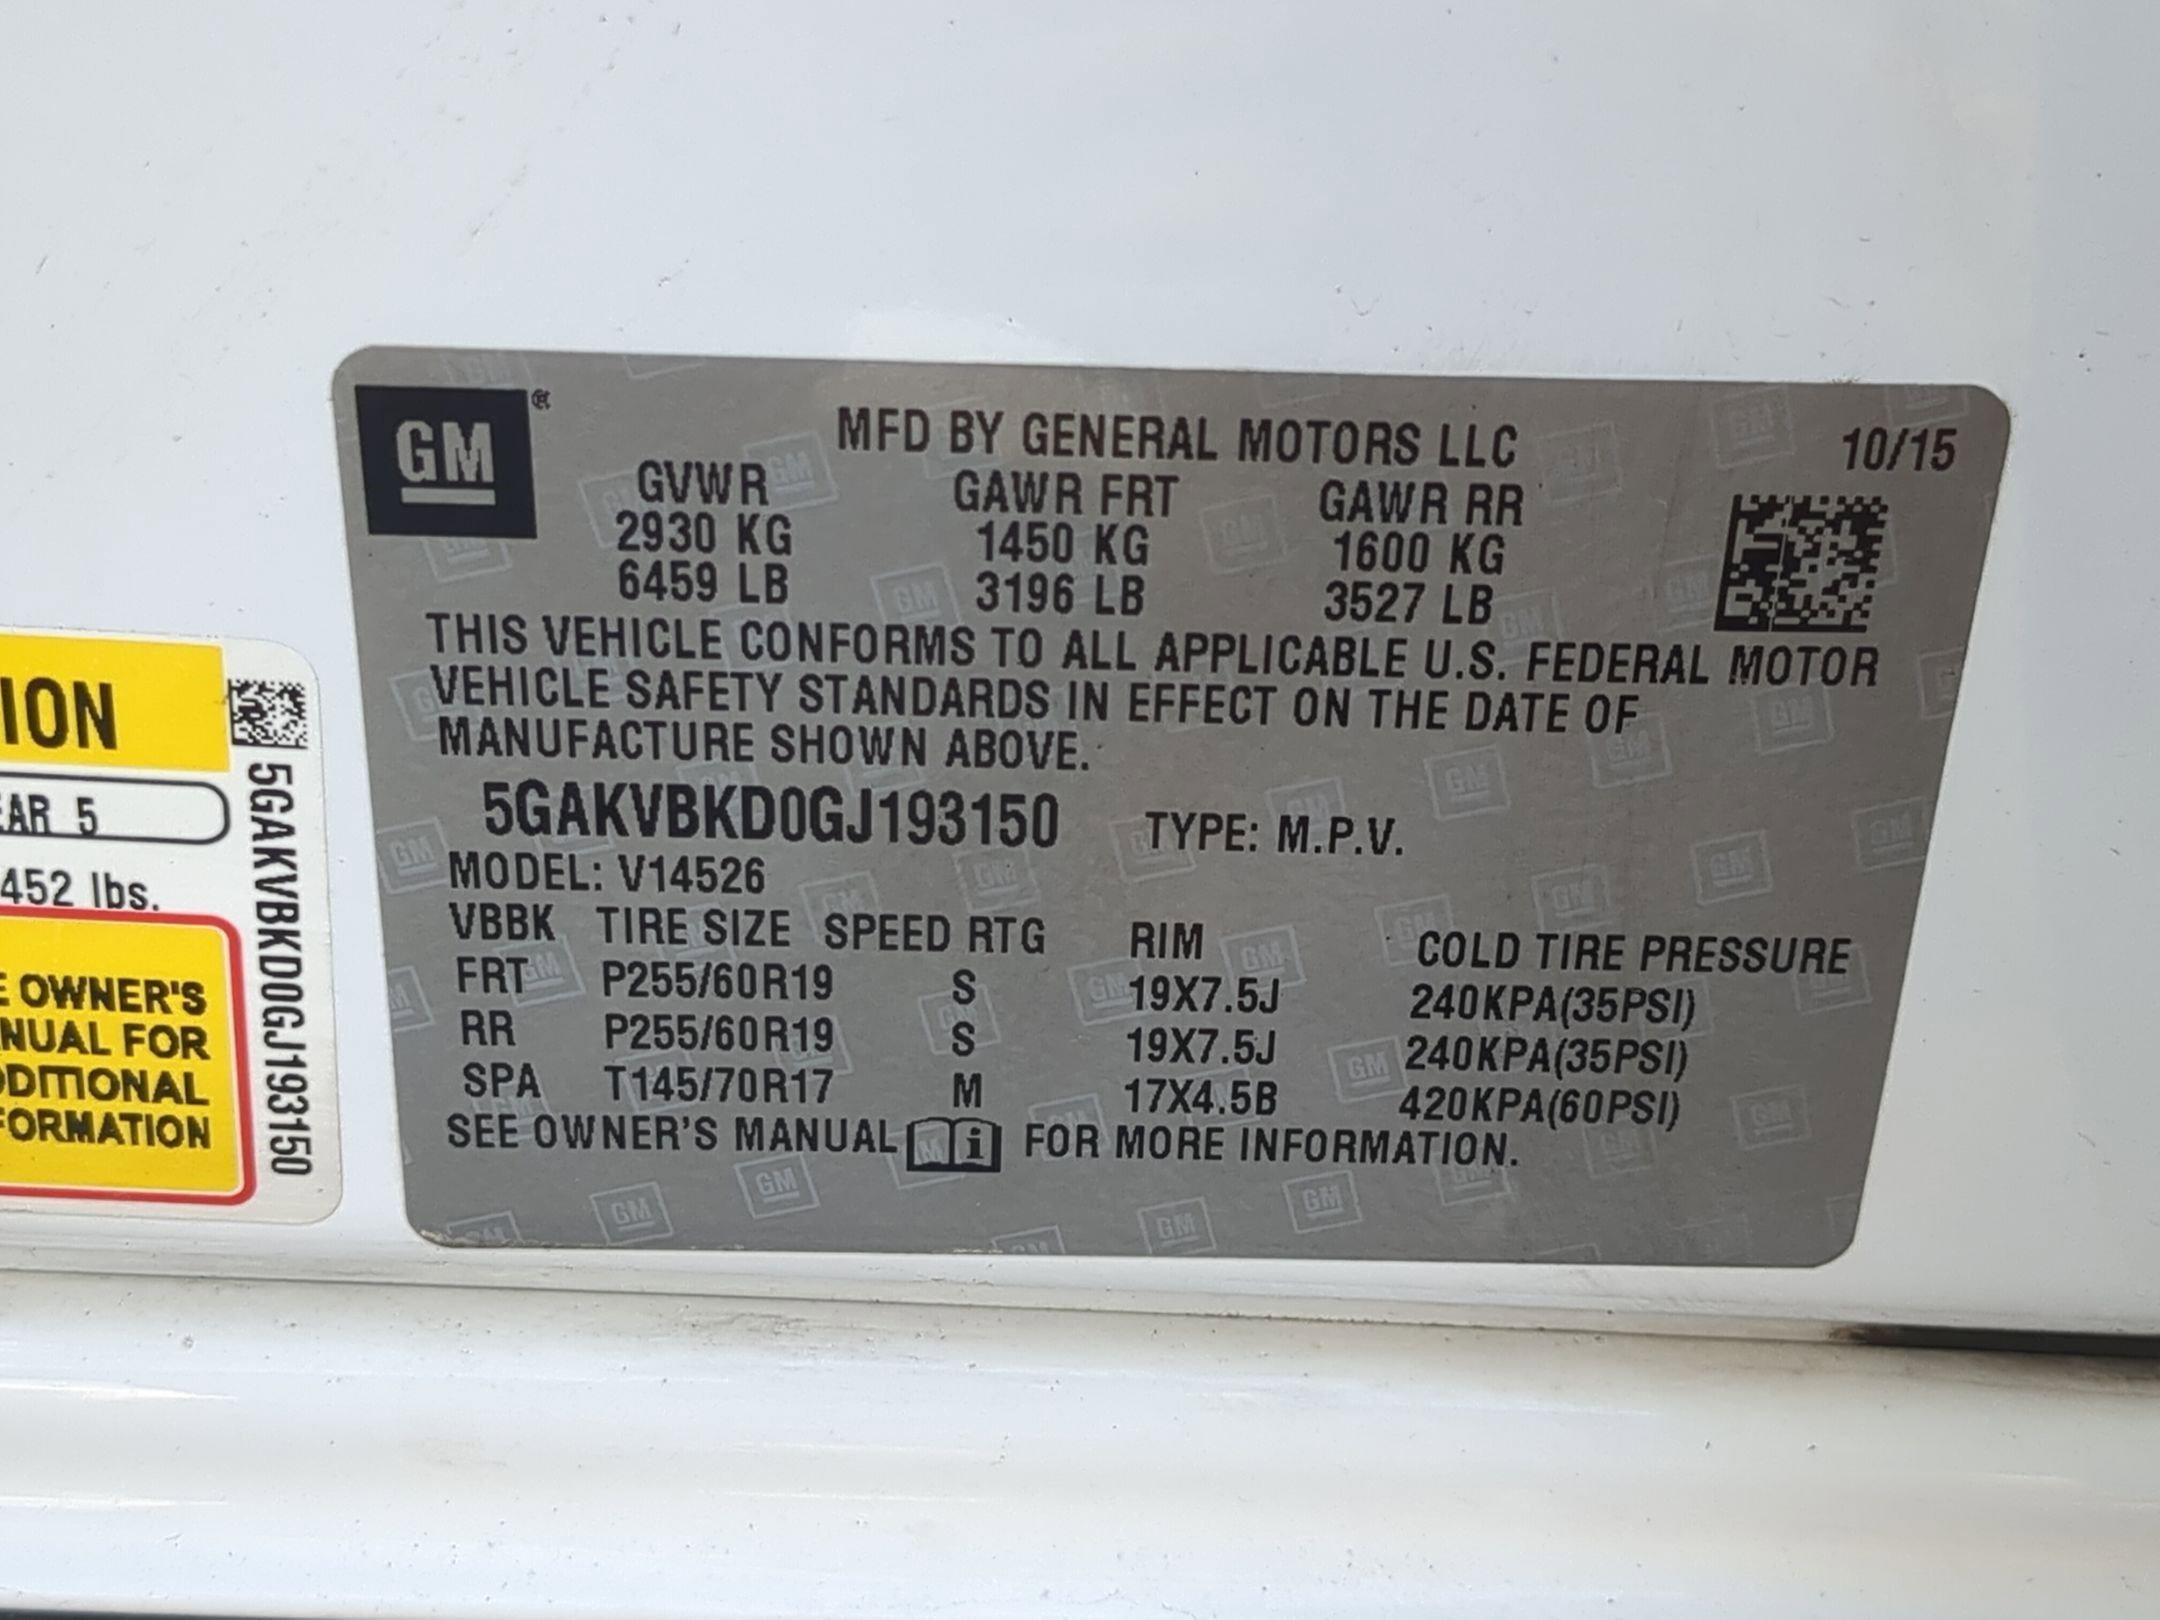 GM
MFD BY GENERAL MOTORS LLC 10/15
GVWR GAWR FRT GAWR RR
2930 KG 1450 KG 1600 KG
6459 LB 3196 LB 3527 LB
THIS VEHICLE CONFORMS TO ALL APPLICABLE U.S. FEDERAL MOTOR
VEHICLE SAFETY STANDARDS IN EFFECT ON THE DATE OF
MANUFACTURE SHOWN ABOVE.
5GAKVBKD0GJ193150 TYPE: M.P.V.
MODEL: V14526
VBBK TIRE SIZE SPEED RTG RIM COLD TIRE PRESSURE
FRT P255/60R19 S 19X7.5J 240KPA(35PSI)
RR P255/60R19 S 19X7.5J 240KPA(35PSI)
SPA T145/70R17 M 17X4.5B 420KPA(60PSI)
SEE OWNER'S MANUAL i FOR MORE INFORMATION.
ION
EAR 5
452 lbs.
E OWNER'S
NUAL FOR
DDITIONAL
FORMATION
5GAKVBKD0GJ193150